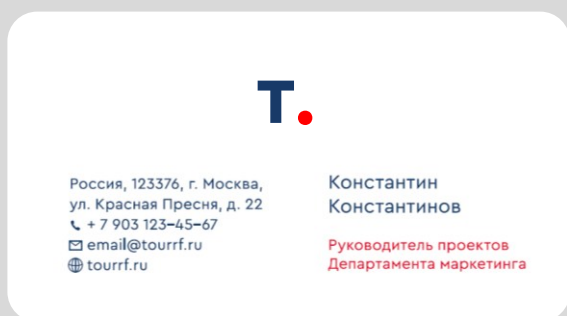 т.
Россия, 123376, г. Москва,
ул. Красная Пресня, д. 22
+ 7 903 123–45–67
email@tourrf.ru
tourrf.ru
Константин
Константинов
Руководитель проектов
Департамента маркетинга